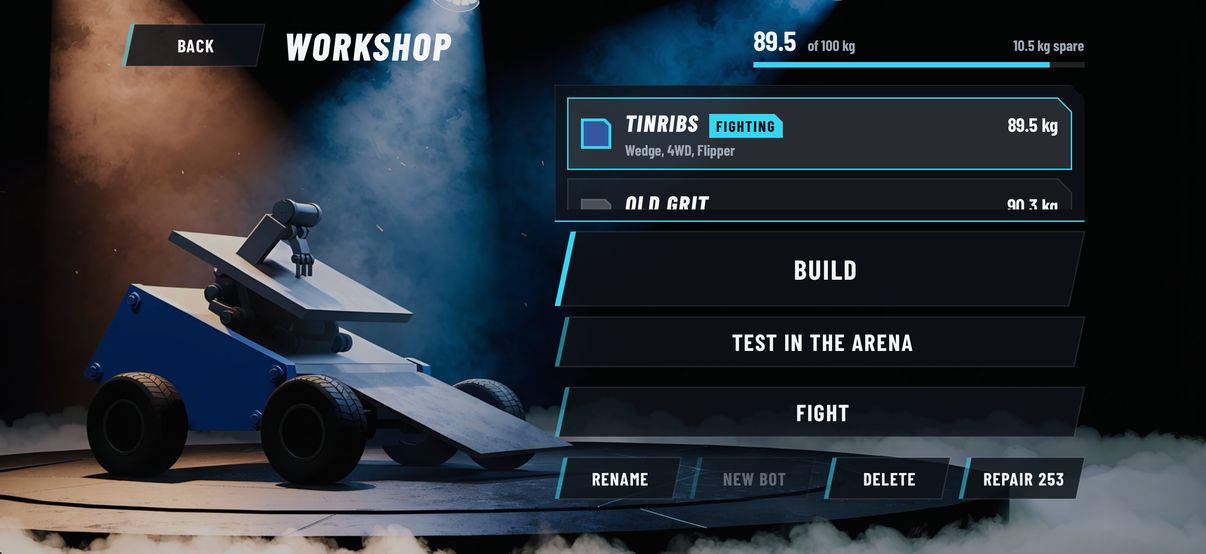 BACK
WORKSHOP
89.5 of 100 kg
10.5 kg spare
TINRIBS
FIGHTING
89.5 kg
Wedge, 4WD, Flipper
OLD GRIT
90.3 kg
BUILD
TEST IN THE ARENA
FIGHT
RENAME
NEW BOT
DELETE
REPAIR 253